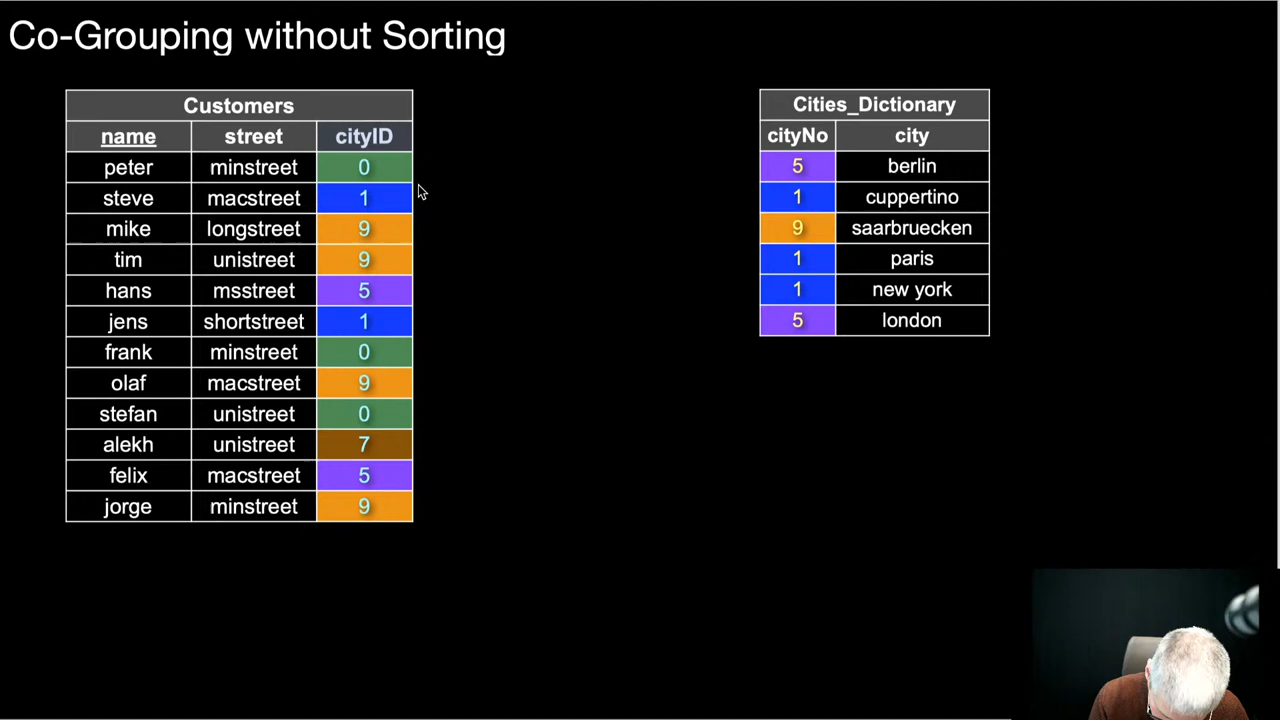 Co-Grouping without Sorting
Customers
name street cityID
peter minstreet 0
steve macstreet 1
mike longstreet 9
tim unistreet 9
hans msstreet 5
jens shortstreet 1
frank minstreet 0
olaf macstreet 9
stefan unistreet 0
alekh unistreet 7
felix macstreet 5
jorge minstreet 9
Cities_Dictionary
cityNo city
5 berlin
1 cuppertino
9 saarbruecken
1 paris
1 new york
5 london